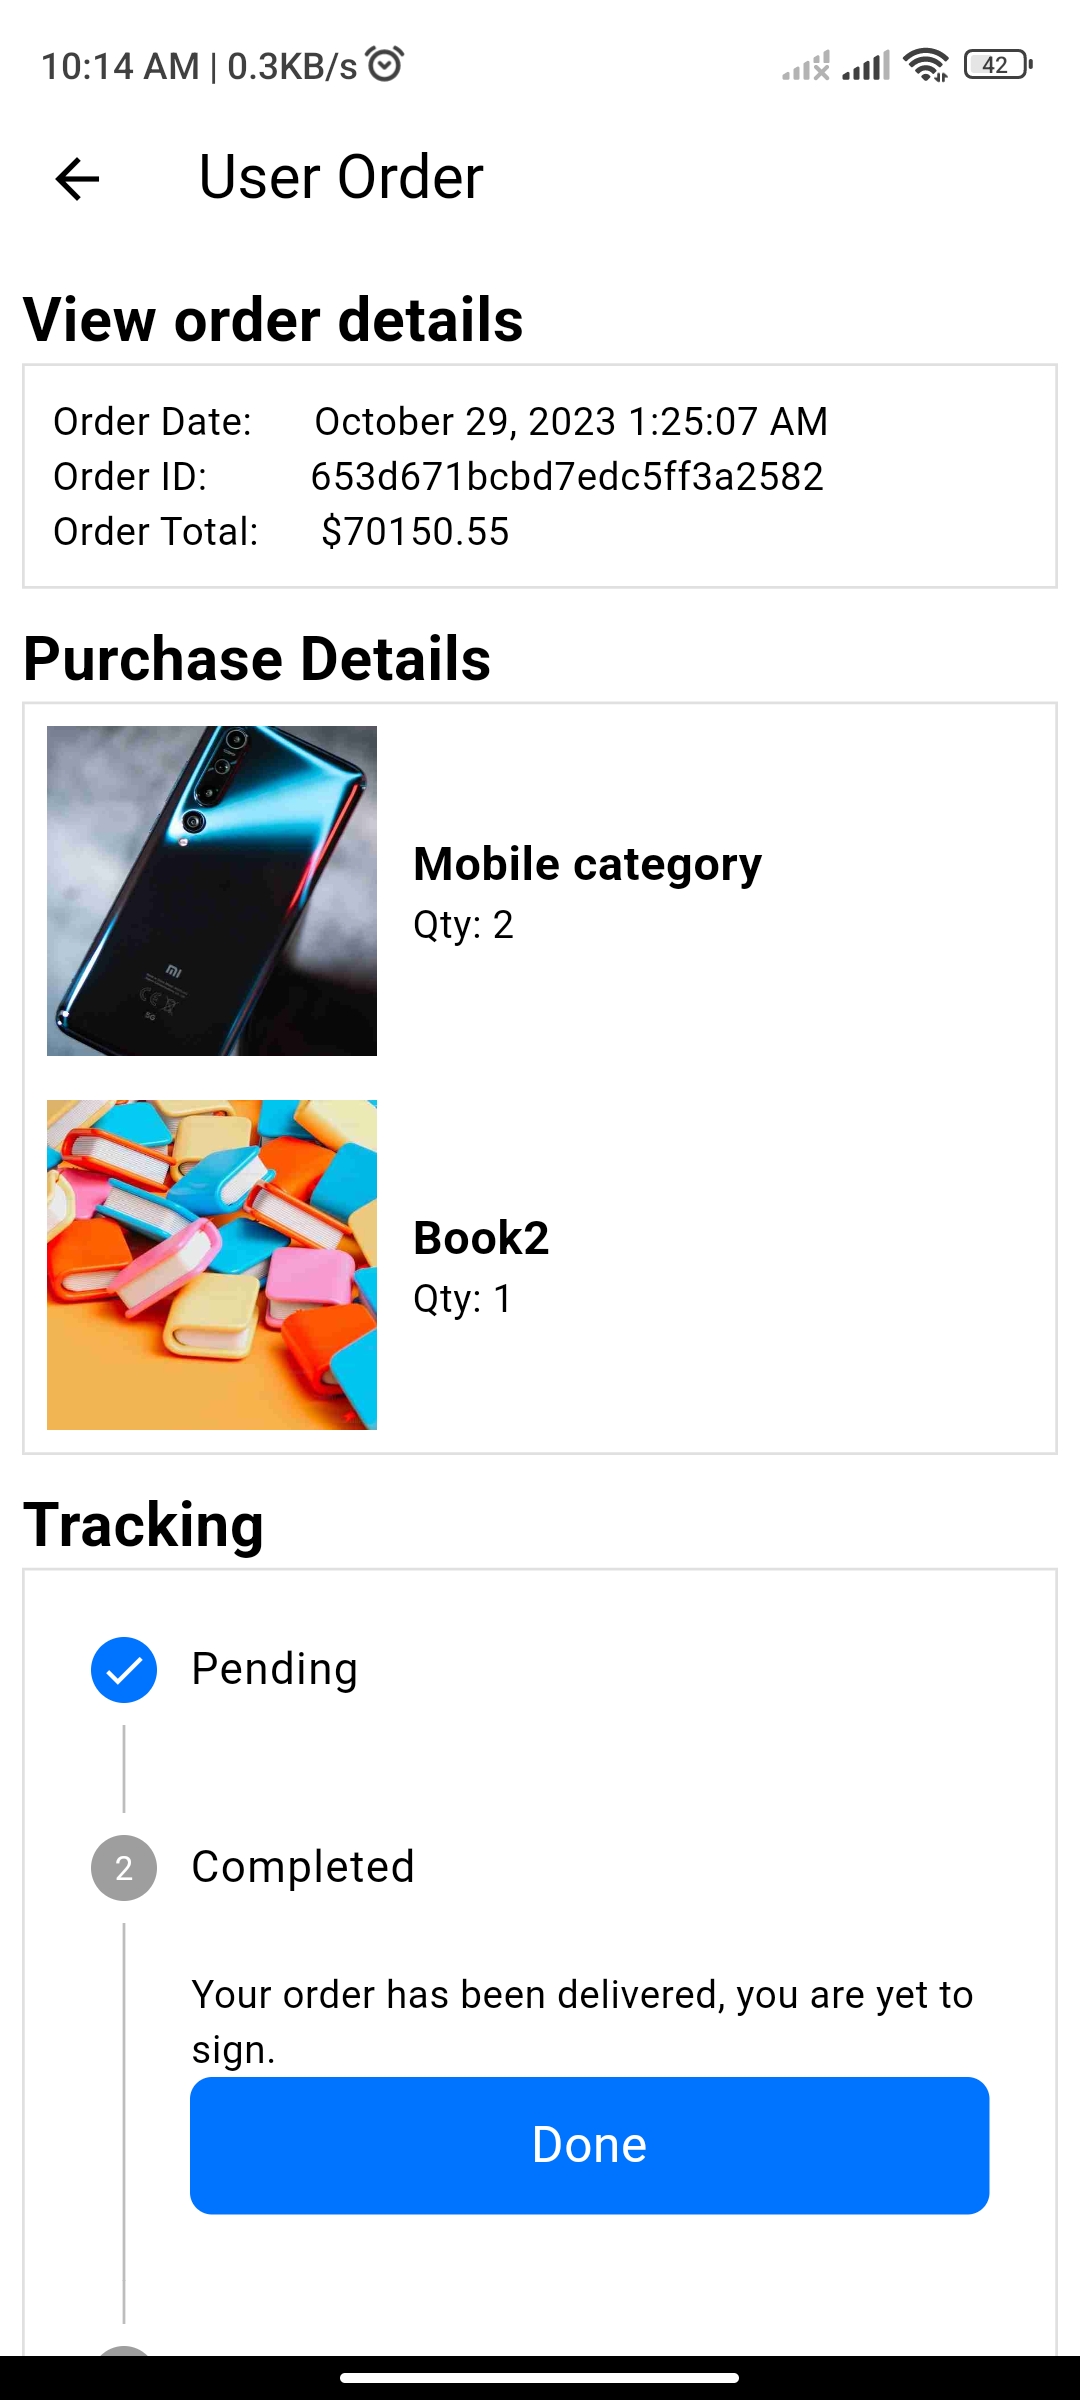 10:14 AM | 0.3KB/s
42
User Order
View order details
Order Date: October 29, 2023 1:25:07 AM
Order ID: 653d671bcbd7edc5ff3a2582
Order Total: $70150.55
Purchase Details
mi
5G
Mobile category
Qty: 2
Book2
Qty: 1
Tracking
Pending
2 Completed
Your order has been delivered, you are yet to
sign.
Done